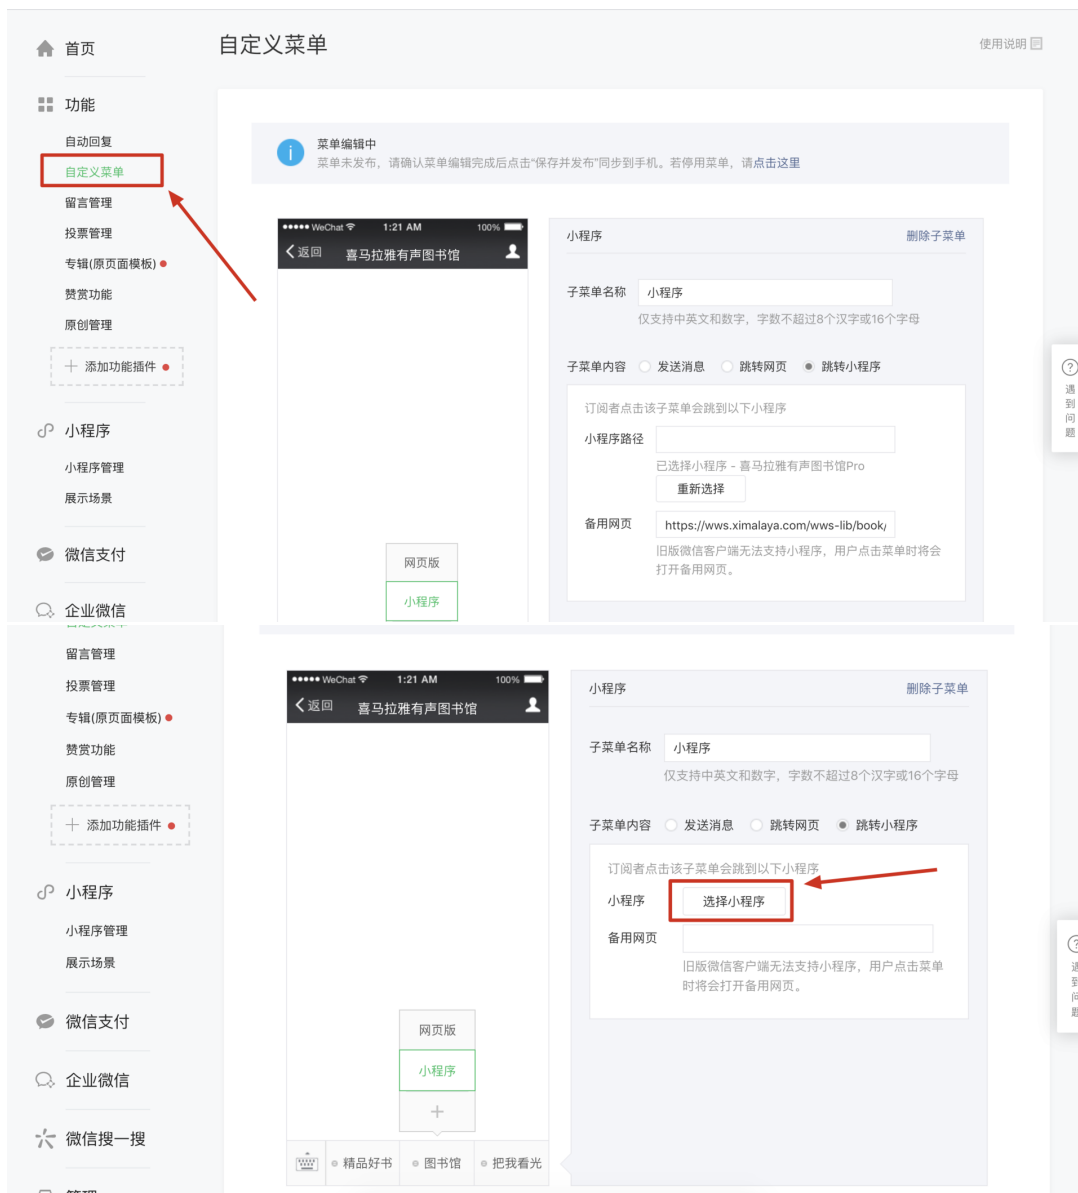 首页
自定义菜单
使用说明
功能
自动回复
自定义菜单
留言管理
投票管理
专辑(原页面模板)
赞赏功能
原创管理
添加功能插件
小程序
小程序管理
展示场景
微信支付
企业微信
菜单编辑中
菜单未发布，请确认菜单编辑完成后点击“保存并发布”同步到手机。若停用菜单，请点击这里
WeChat 1:21 AM 100%
返回 喜马拉雅有声图书馆
网页版
小程序
小程序 删除子菜单
子菜单名称 小程序
仅支持中英文和数字，字数不超过8个汉字或16个字母
子菜单内容 发送消息 跳转网页 跳转小程序
订阅者点击该子菜单会跳到以下小程序
小程序路径
已选择小程序 - 喜马拉雅有声图书馆Pro
重新选择
备用网页 https://wws.ximalaya.com/wws-lib/book/
旧版微信客户端无法支持小程序，用户点击菜单时将会
打开备用网页。
遇
到
问
题
留言管理
投票管理
专辑(原页面模板)
赞赏功能
原创管理
添加功能插件
小程序
小程序管理
展示场景
微信支付
企业微信
微信搜一搜
WeChat 1:21 AM 100%
返回 喜马拉雅有声图书馆
网页版
小程序
精品好书 图书馆 把我看光
小程序 删除子菜单
子菜单名称 小程序
仅支持中英文和数字，字数不超过8个汉字或16个字母
子菜单内容 发送消息 跳转网页 跳转小程序
订阅者点击该子菜单会跳到以下小程序
小程序 选择小程序
备用网页
旧版微信客户端无法支持小程序，用户点击菜单
时将会打开备用网页。